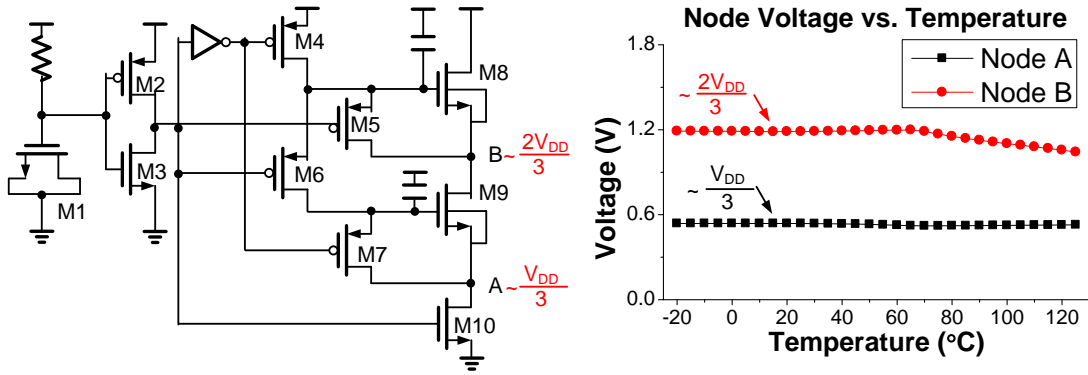 M4
M2
M8
M5
B ~ 2VDD
3
M3
M6
M9
M1
M7
A ~ VDD
3
M10
Node Voltage vs. Temperature
1.8
Node A
Node B
~ 2VDD
3
1.2
~ VDD
3
0.6
0.0
Voltage (V)
-20 0 20 40 60 80 100 120
Temperature (°C)